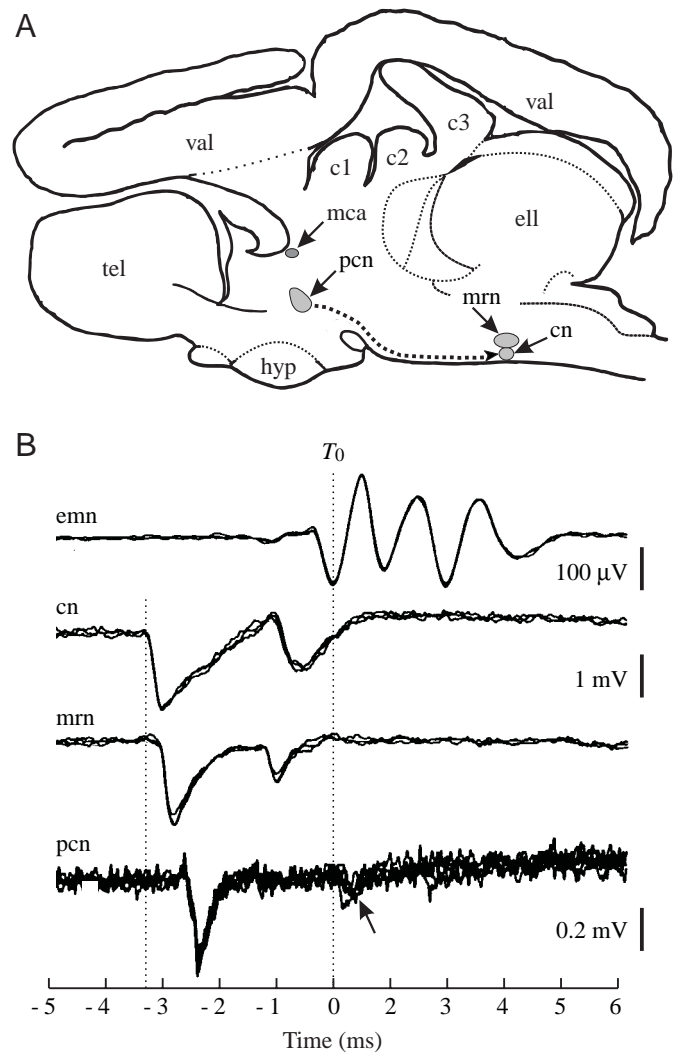 A
val
val
c1
c2
c3
mca
ell
tel
pcn
mrn
cn
hyp
B
T0
emn
100 µV
cn
1 mV
mrn
pcn
0.2 mV
-5 -4 -3 -2 -1 0 1 2 3 4 5 6
Time (ms)